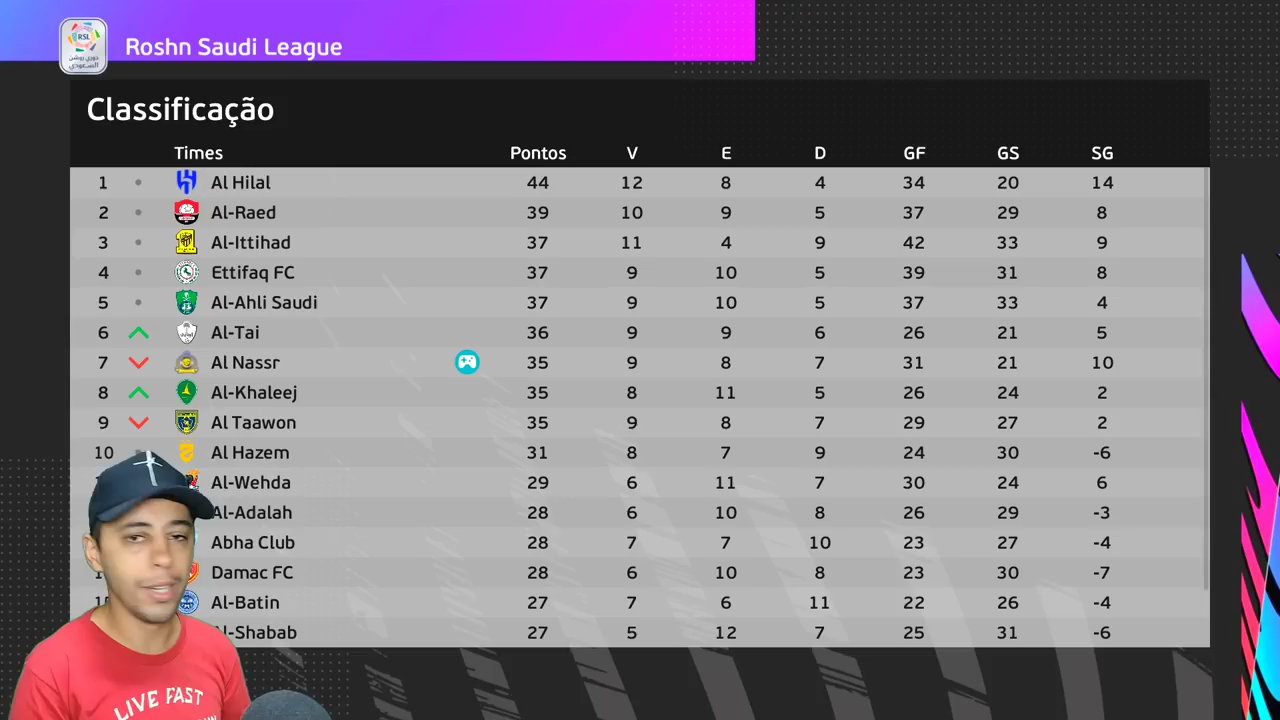 RSL
دوري روشن
السعودي
Roshn Saudi League
Classificação
Times Pontos V E D GF GS SG
1 Al Hilal 44 12 8 4 34 20 14
2 Al-Raed 39 10 9 5 37 29 8
3 Al-Ittihad 37 11 4 9 42 33 9
4 Ettifaq FC 37 9 10 5 39 31 8
5 Al-Ahli Saudi 37 9 10 5 37 33 4
6 Al-Tai 36 9 9 6 26 21 5
7 Al Nassr 35 9 8 7 31 21 10
8 Al-Khaleej 35 8 11 5 26 24 2
9 Al Taawon 35 9 8 7 29 27 2
10 Al Hazem 31 8 7 9 24 30 -6
Al-Wehda 29 6 11 7 30 24 6
Al-Adalah 28 6 10 8 26 29 -3
Abha Club 28 7 7 10 23 27 -4
Damac FC 28 6 10 8 23 30 -7
Al-Batin 27 7 6 11 22 26 -4
Al-Shabab 27 5 12 7 25 31 -6
LIVE FAST